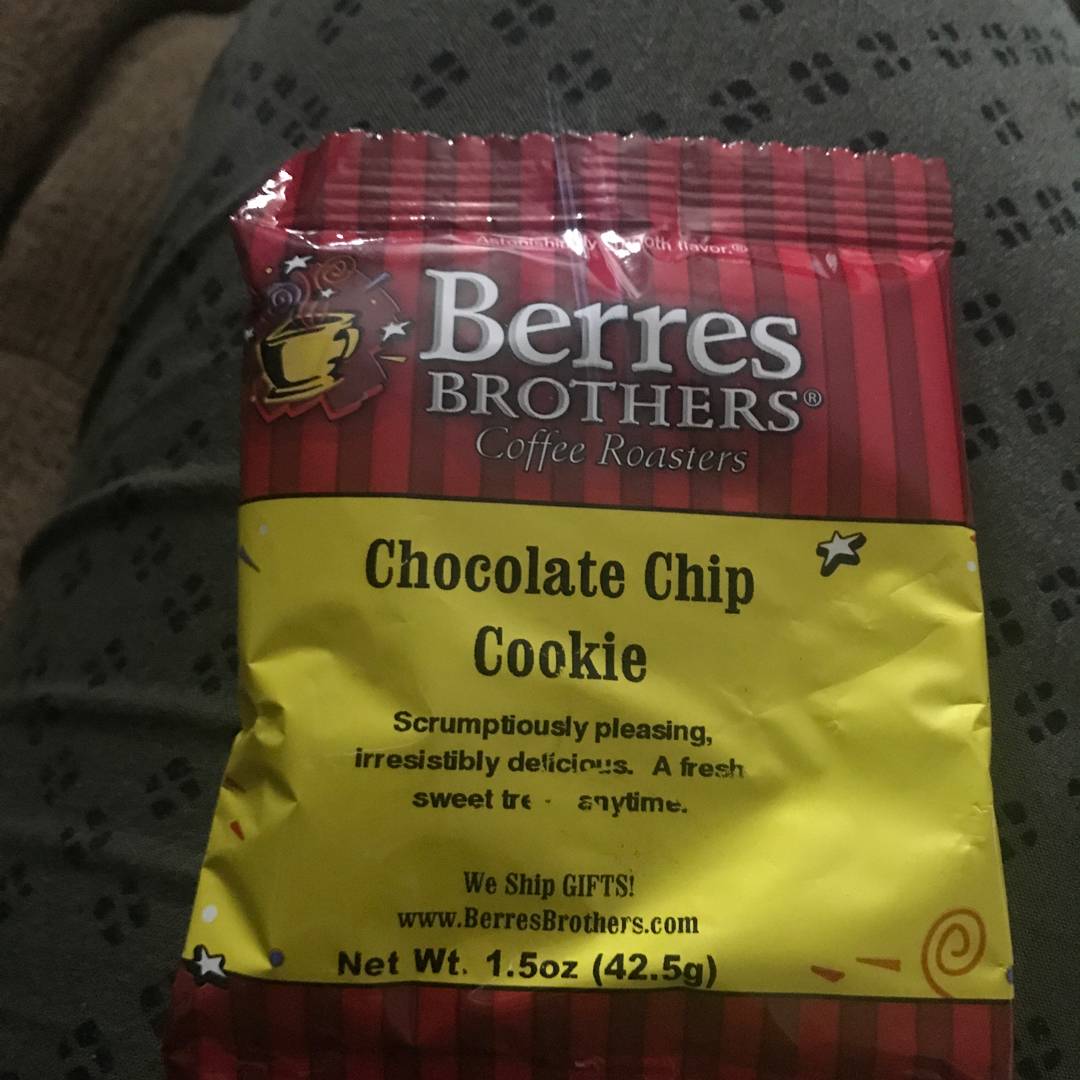 flavor.®
Berres
BROTHERS®
Coffee Roasters
Chocolate Chip
Cookie
Scrumptiously pleasing,
irresistibly delicious. A fresh
sweet anytime.
We Ship GIFTS!
www.BerresBrothers.com
Net Wt. 1.5oz (42.5g)